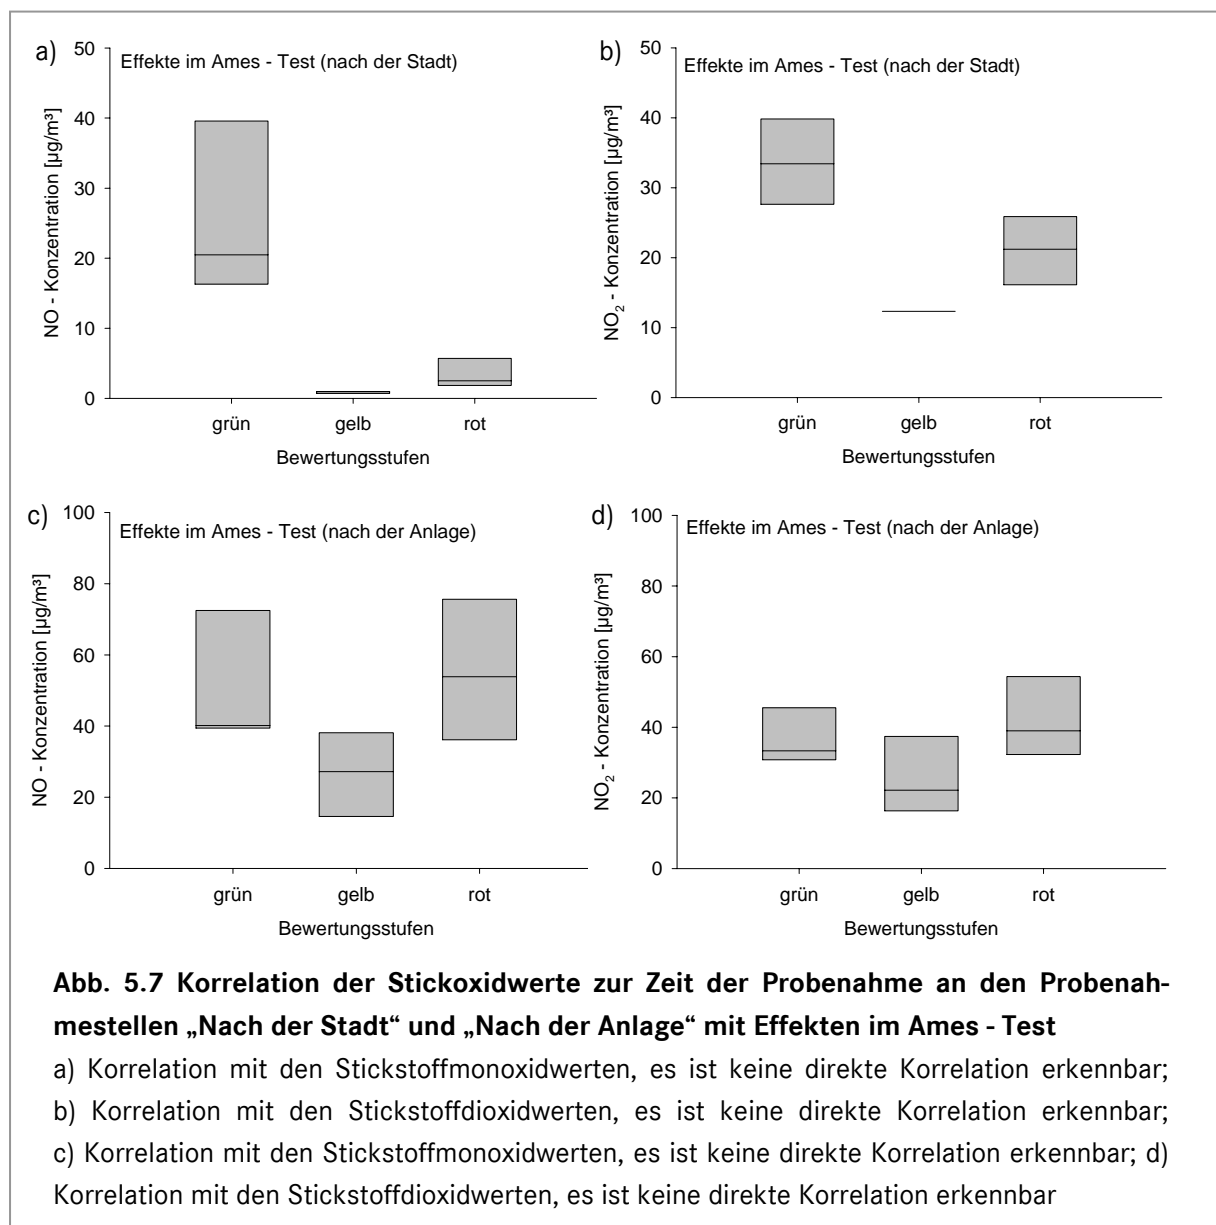 a)
Effekte im Ames - Test (nach der Stadt)
NO - Konzentration [µg/m³]
50
40
30
20
10
0
grün gelb rot
Bewertungsstufen
b)
Effekte im Ames - Test (nach der Stadt)
NO₂ - Konzentration [µg/m³]
50
40
30
20
10
0
grün gelb rot
Bewertungsstufen
c)
Effekte im Ames - Test (nach der Anlage)
NO - Konzentration [µg/m³]
100
80
60
40
20
0
grün gelb rot
Bewertungsstufen
d)
Effekte im Ames - Test (nach der Anlage)
NO₂ - Konzentration [µg/m³]
100
80
60
40
20
0
grün gelb rot
Bewertungsstufen
Abb. 5.7 Korrelation der Stickoxidwerte zur Zeit der Probenahme an den Probenah-
mestellen „Nach der Stadt“ und „Nach der Anlage“ mit Effekten im Ames - Test
a) Korrelation mit den Stickstoffmonoxidwerten, es ist keine direkte Korrelation erkennbar;
b) Korrelation mit den Stickstoffdioxidwerten, es ist keine direkte Korrelation erkennbar;
c) Korrelation mit den Stickstoffmonoxidwerten, es ist keine direkte Korrelation erkennbar; d)
Korrelation mit den Stickstoffdioxidwerten, es ist keine direkte Korrelation erkennbar